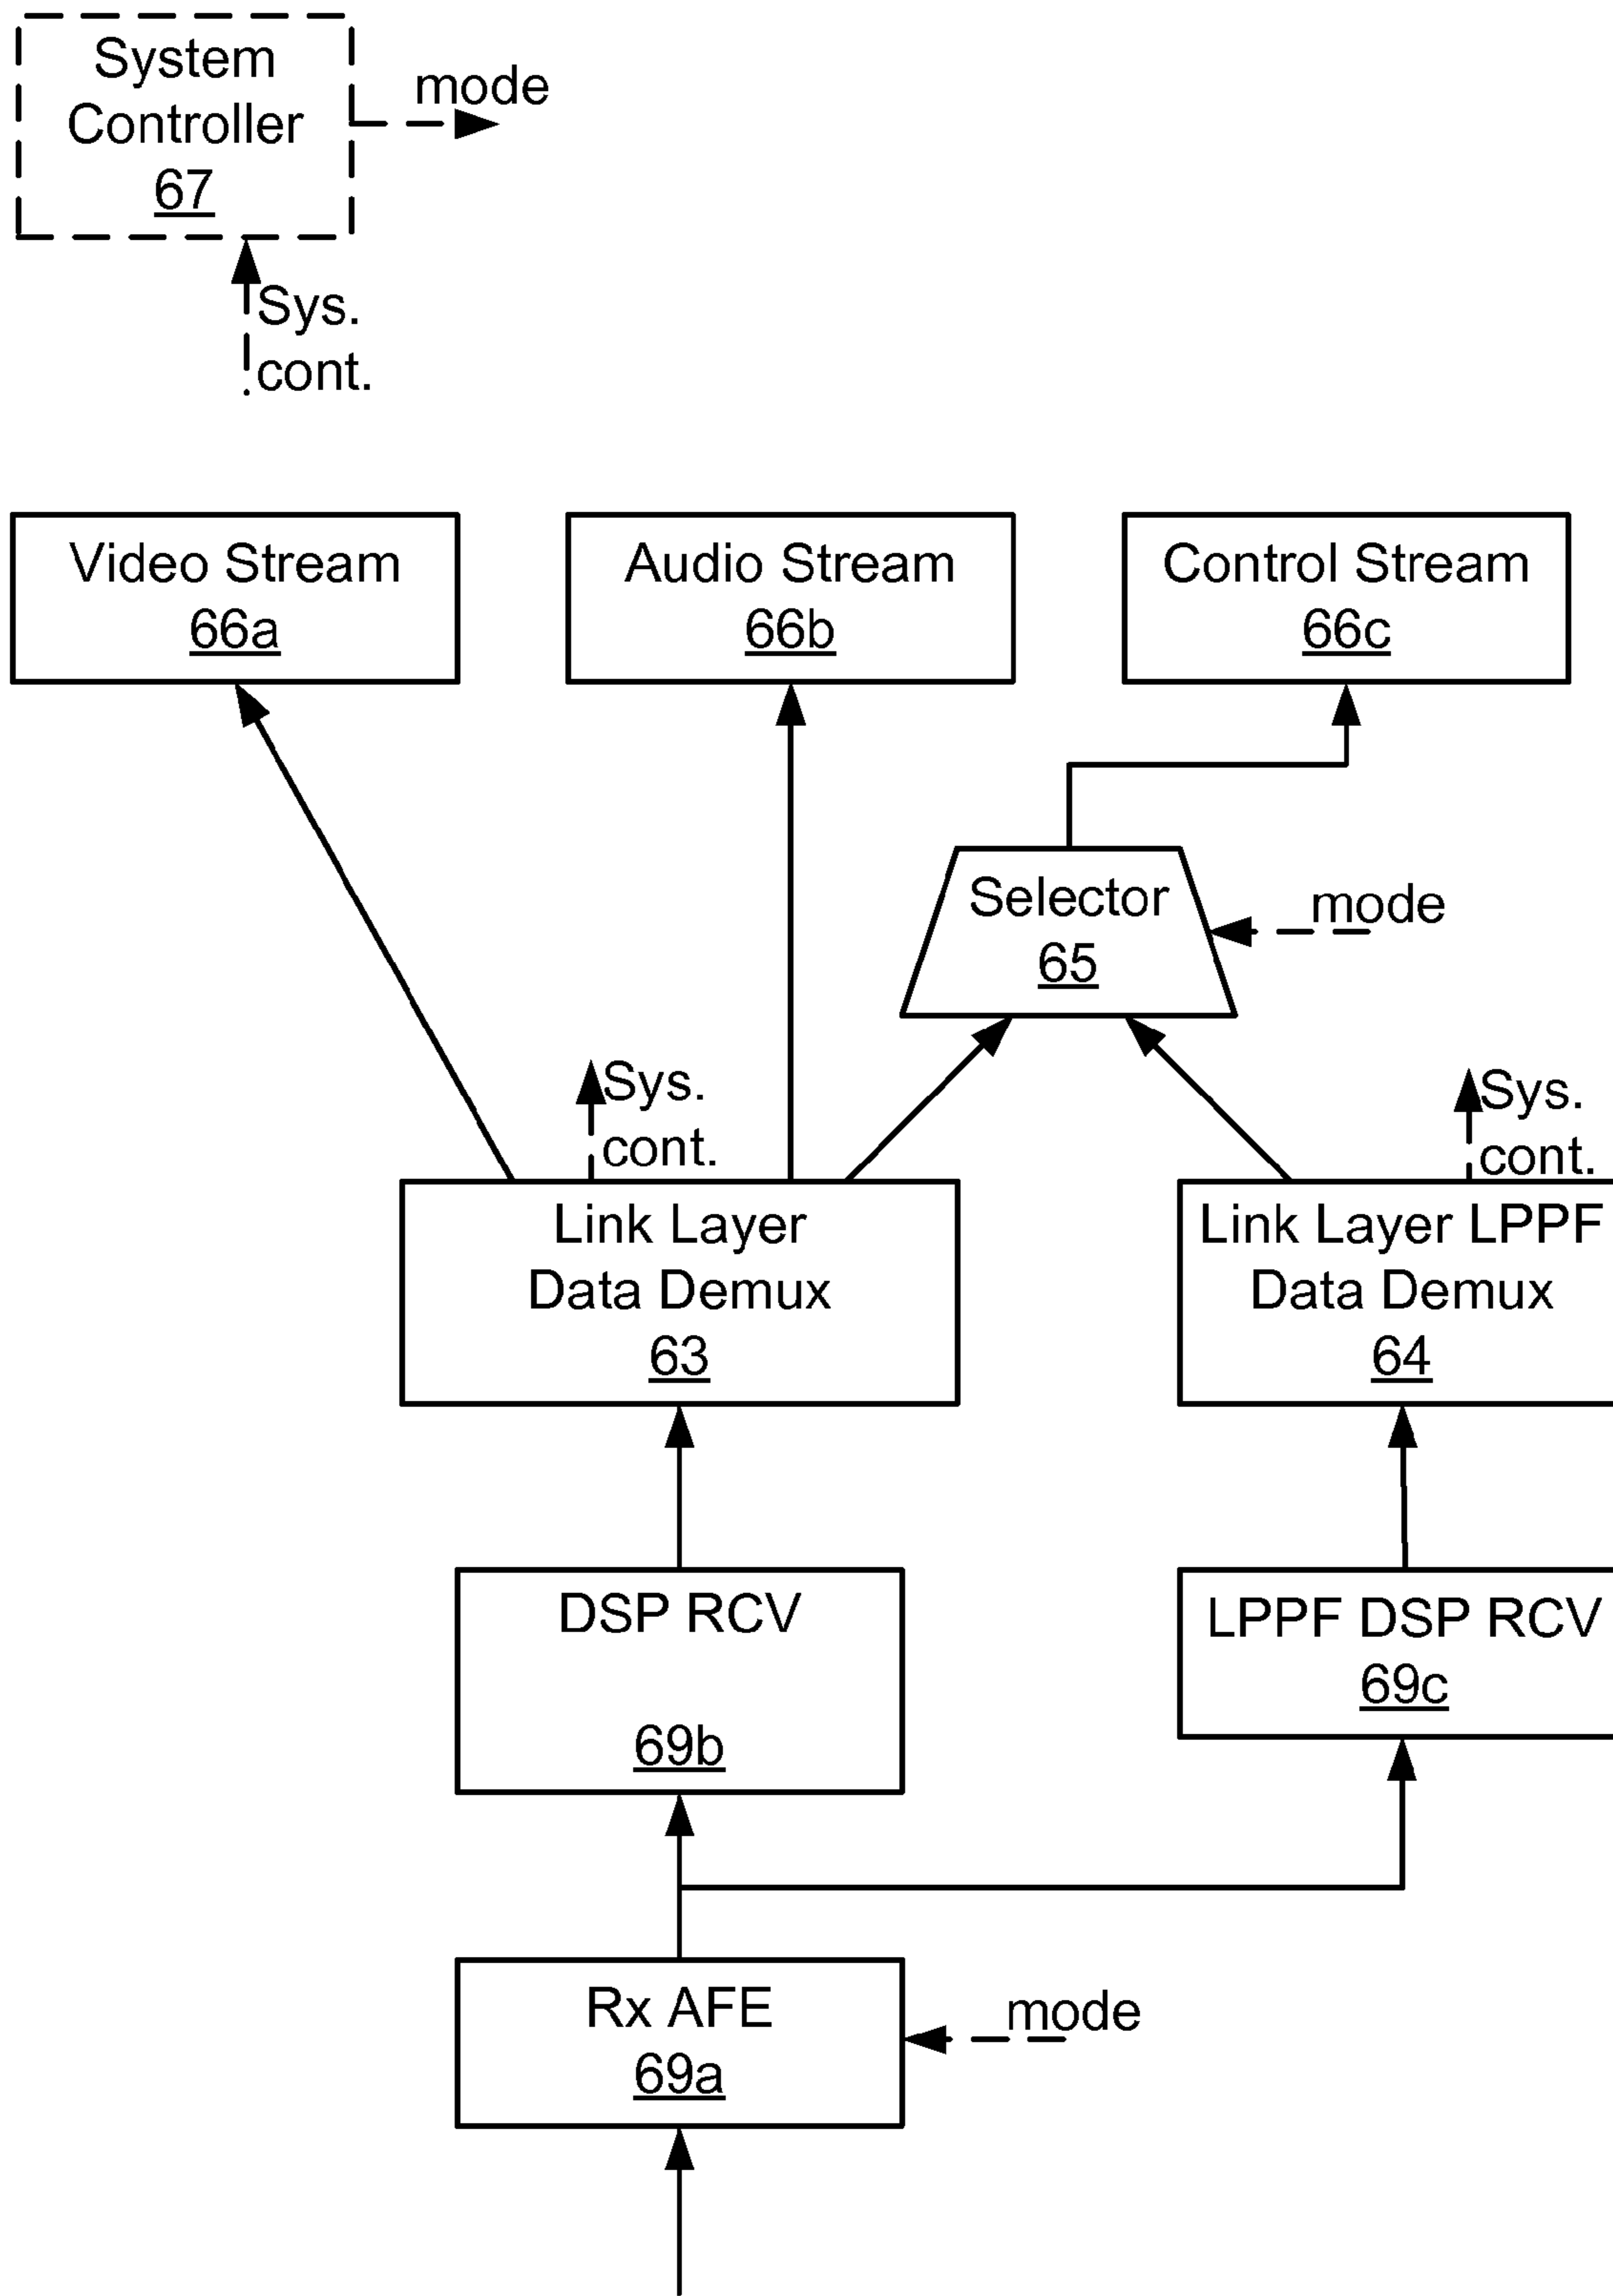 System
Controller
67
mode
Sys.
cont.
Video Stream
66a
Audio Stream
66b
Control Stream
66c
Selector
65
mode
Sys.
cont.
Sys.
cont.
Link Layer
Data Demux
63
Link Layer LPPF
Data Demux
64
DSP RCV
69b
LPPF DSP RCV
69c
Rx AFE
69a
mode